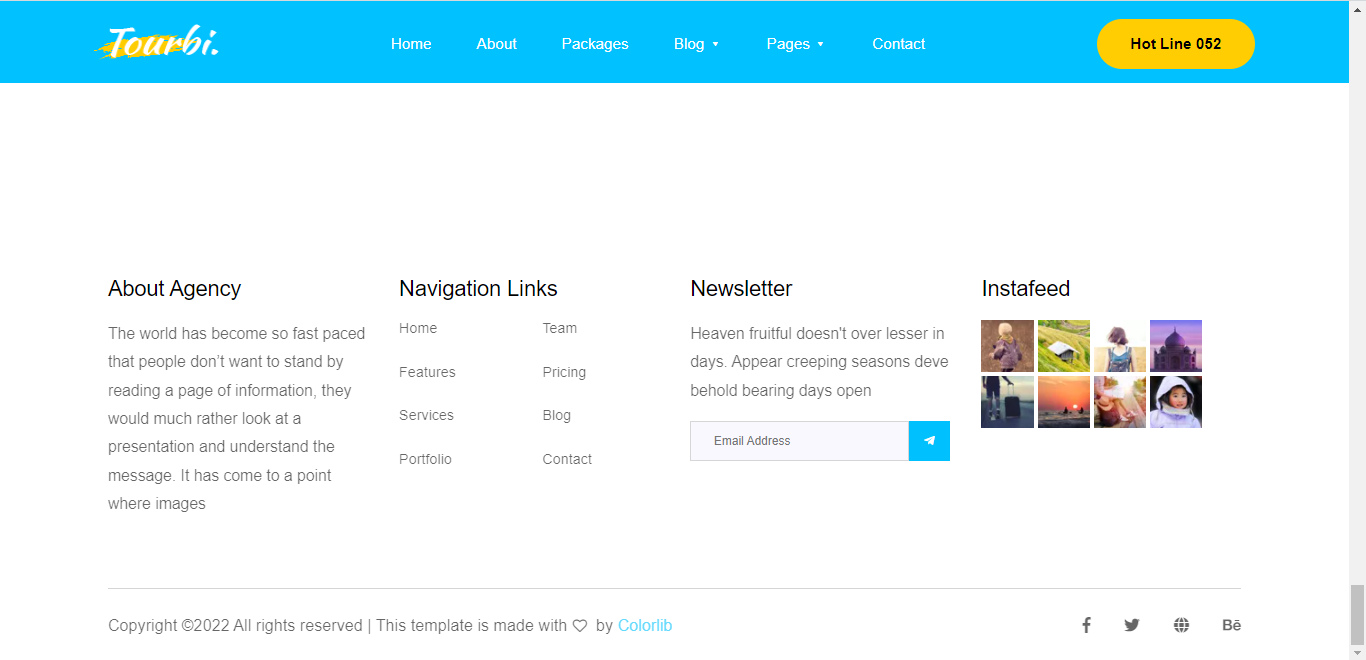 Tourbi.
Home About Packages Blog Pages Contact
Hot Line 052
About Agency
The world has become so fast paced
that people don’t want to stand by
reading a page of information, they
would much rather look at a
presentation and understand the
message. It has come to a point
where images
Navigation Links
Home
Features
Services
Portfolio
Team
Pricing
Blog
Contact
Newsletter
Heaven fruitful doesn't over lesser in
days. Appear creeping seasons deve
behold bearing days open
Email Address
Instafeed
Copyright ©2022 All rights reserved | This template is made with ♡ by Colorlib
Bē